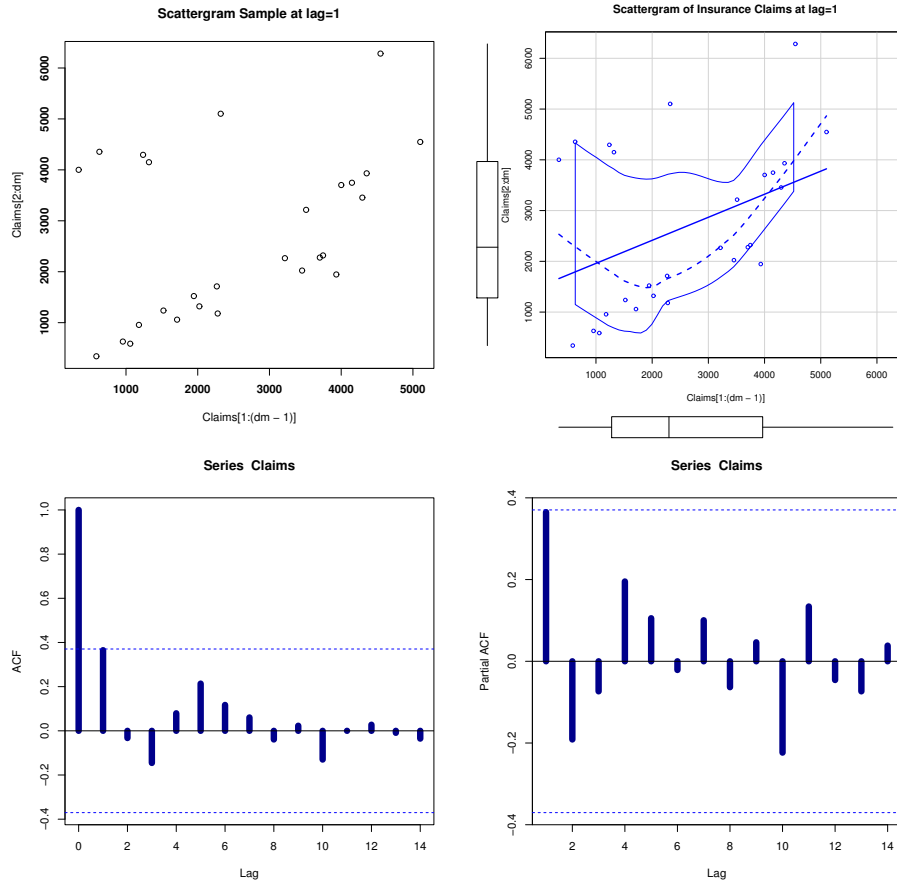 Scattergram Sample at lag=1
6000
5000
4000
3000
2000
1000
Claims[2:dm]
1000 2000 3000 4000 5000
Claims[1:(dm − 1)]
Scattergram of Insurance Claims at lag=1
6000
5000
4000
3000
2000
1000
Claims[2:dm]
1000 2000 3000 4000 5000 6000
Claims[1:(dm − 1)]
Series Claims
1.0
0.8
0.6
0.4
0.2
0.0
−0.2
−0.4
ACF
0 2 4 6 8 10 12 14
Lag
Series Claims
0.4
0.2
0.0
−0.2
−0.4
Partial ACF
2 4 6 8 10 12 14
Lag